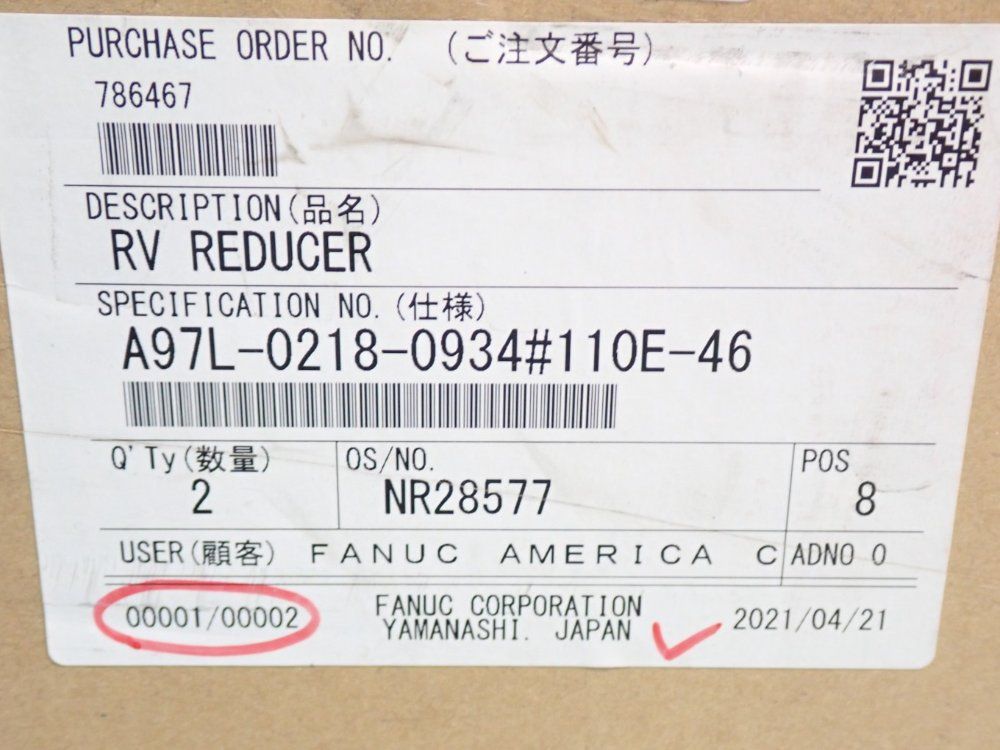 PURCHASE ORDER NO. (ご注文番号)
786467
DESCRIPTION(品名)
RV REDUCER
SPECIFICATION NO.(仕様)
A97L-0218-0934#110E-46
Q'Ty(数量) OS/NO. POS
2 NR28577 8
USER(顧客) FANUC AMERICA C ADNO 0
00001/00002 FANUC CORPORATION 2021/04/21
YAMANASHI. JAPAN